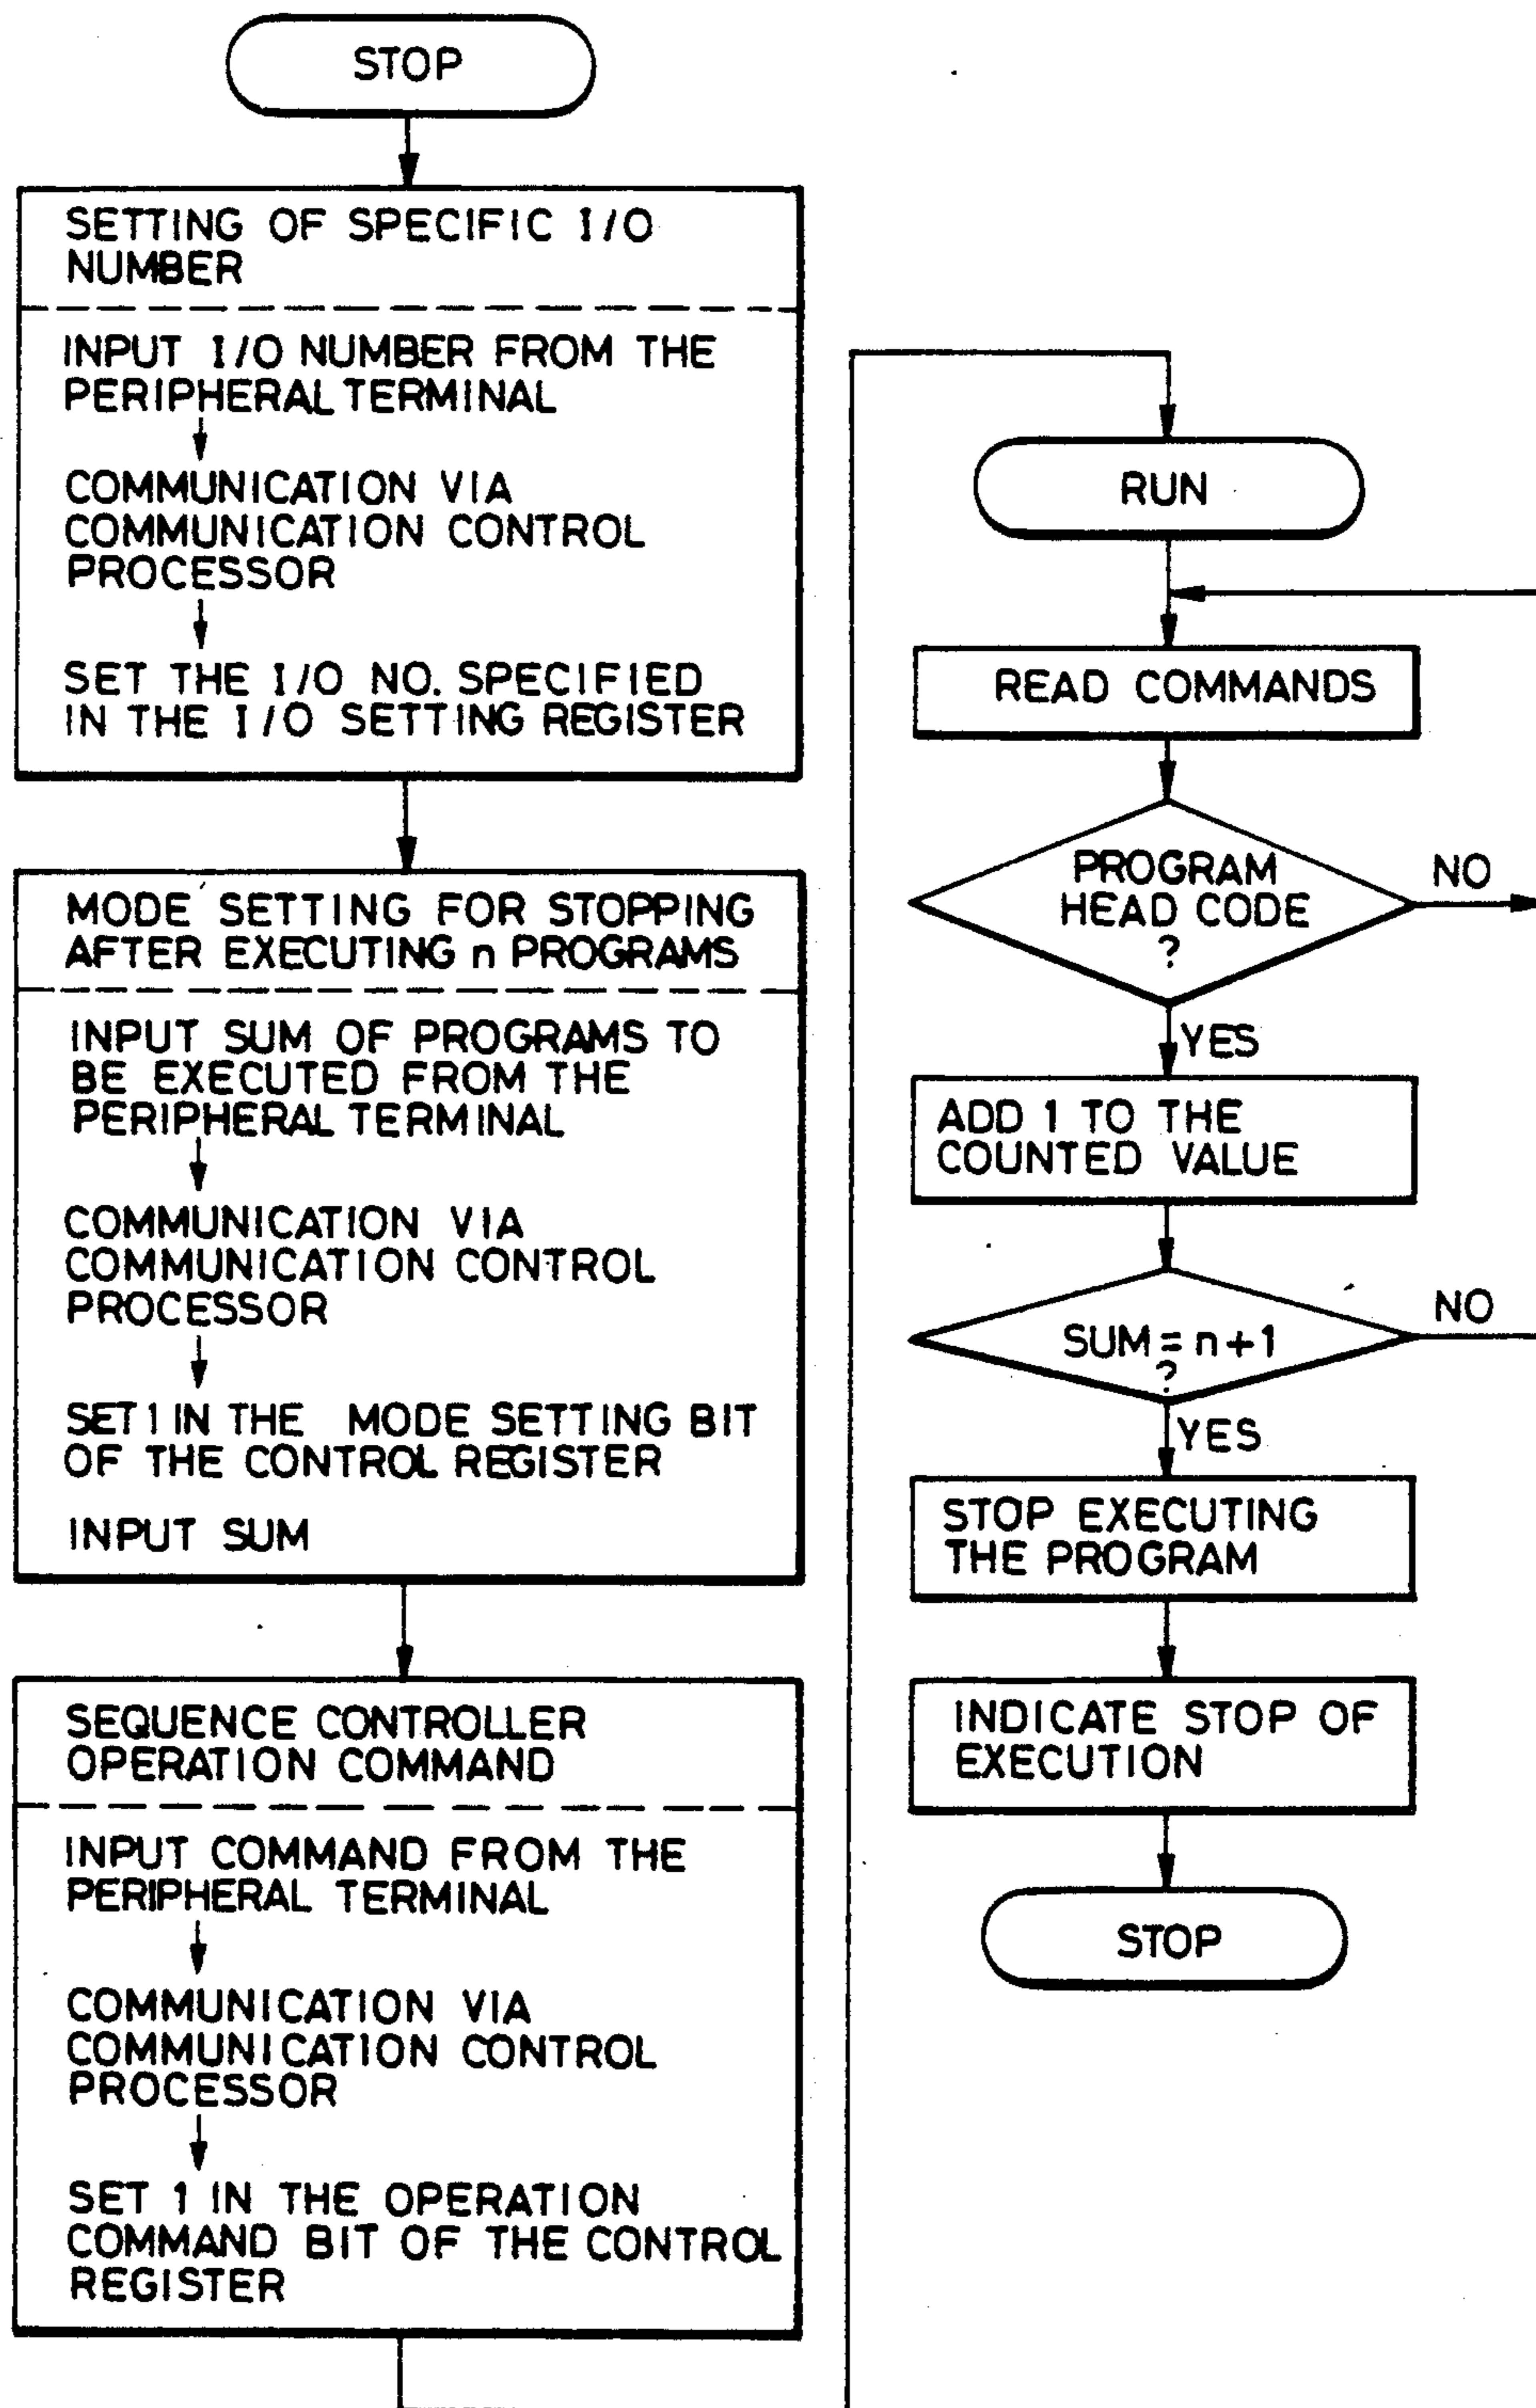 STOP
SETTING OF SPECIFIC I/O
NUMBER
INPUT I/O NUMBER FROM THE
PERIPHERAL TERMINAL
COMMUNICATION VIA
COMMUNICATION CONTROL
PROCESSOR
SET THE I/O NO. SPECIFIED
IN THE I/O SETTING REGISTER
MODE SETTING FOR STOPPING
AFTER EXECUTING n PROGRAMS
INPUT SUM OF PROGRAMS TO
BE EXECUTED FROM THE
PERIPHERAL TERMINAL
COMMUNICATION VIA
COMMUNICATION CONTROL
PROCESSOR
SET 1 IN THE MODE SETTING BIT
OF THE CONTROL REGISTER
INPUT SUM
SEQUENCE CONTROLLER
OPERATION COMMAND
INPUT COMMAND FROM THE
PERIPHERAL TERMINAL
COMMUNICATION VIA
COMMUNICATION CONTROL
PROCESSOR
SET 1 IN THE OPERATION
COMMAND BIT OF THE CONTROL
REGISTER
RUN
READ COMMANDS
PROGRAM
HEAD CODE
?
NO
YES
ADD 1 TO THE
COUNTED VALUE
SUM = n+1
?
NO
YES
STOP EXECUTING
THE PROGRAM
INDICATE STOP OF
EXECUTION
STOP